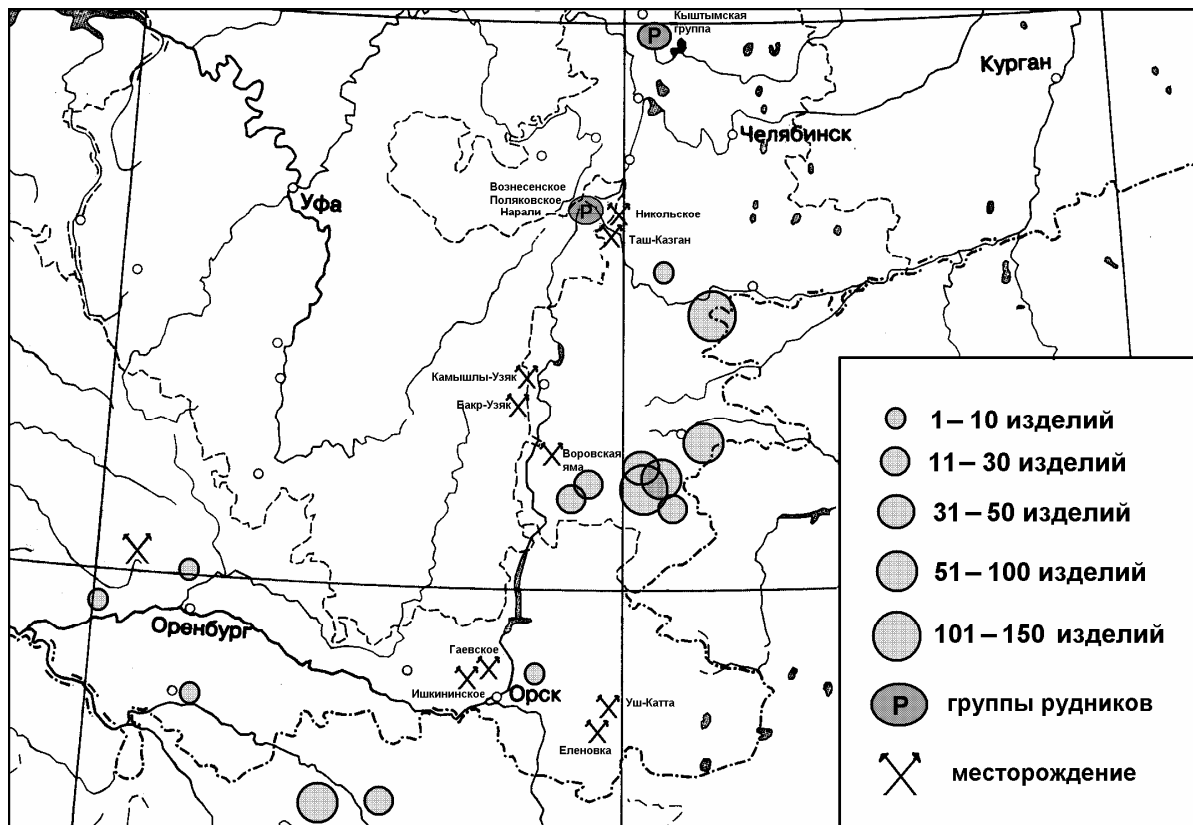 Кыштымская
группа
Р
Курган
Челябинск
Вознесенское
Поляковское
Нарали
Р
Уфа
Никольское
Таш-Казган
Камышлы-Узяк
Бакр-Узяк
Воровская
яма
Оренбург
Гаевское
Ишкининское
Орск
Уш-Катта
Еленовка
1 – 10 изделий
11 – 30 изделий
31 – 50 изделий
51 – 100 изделий
101 – 150 изделий
Р группы рудников
месторождение